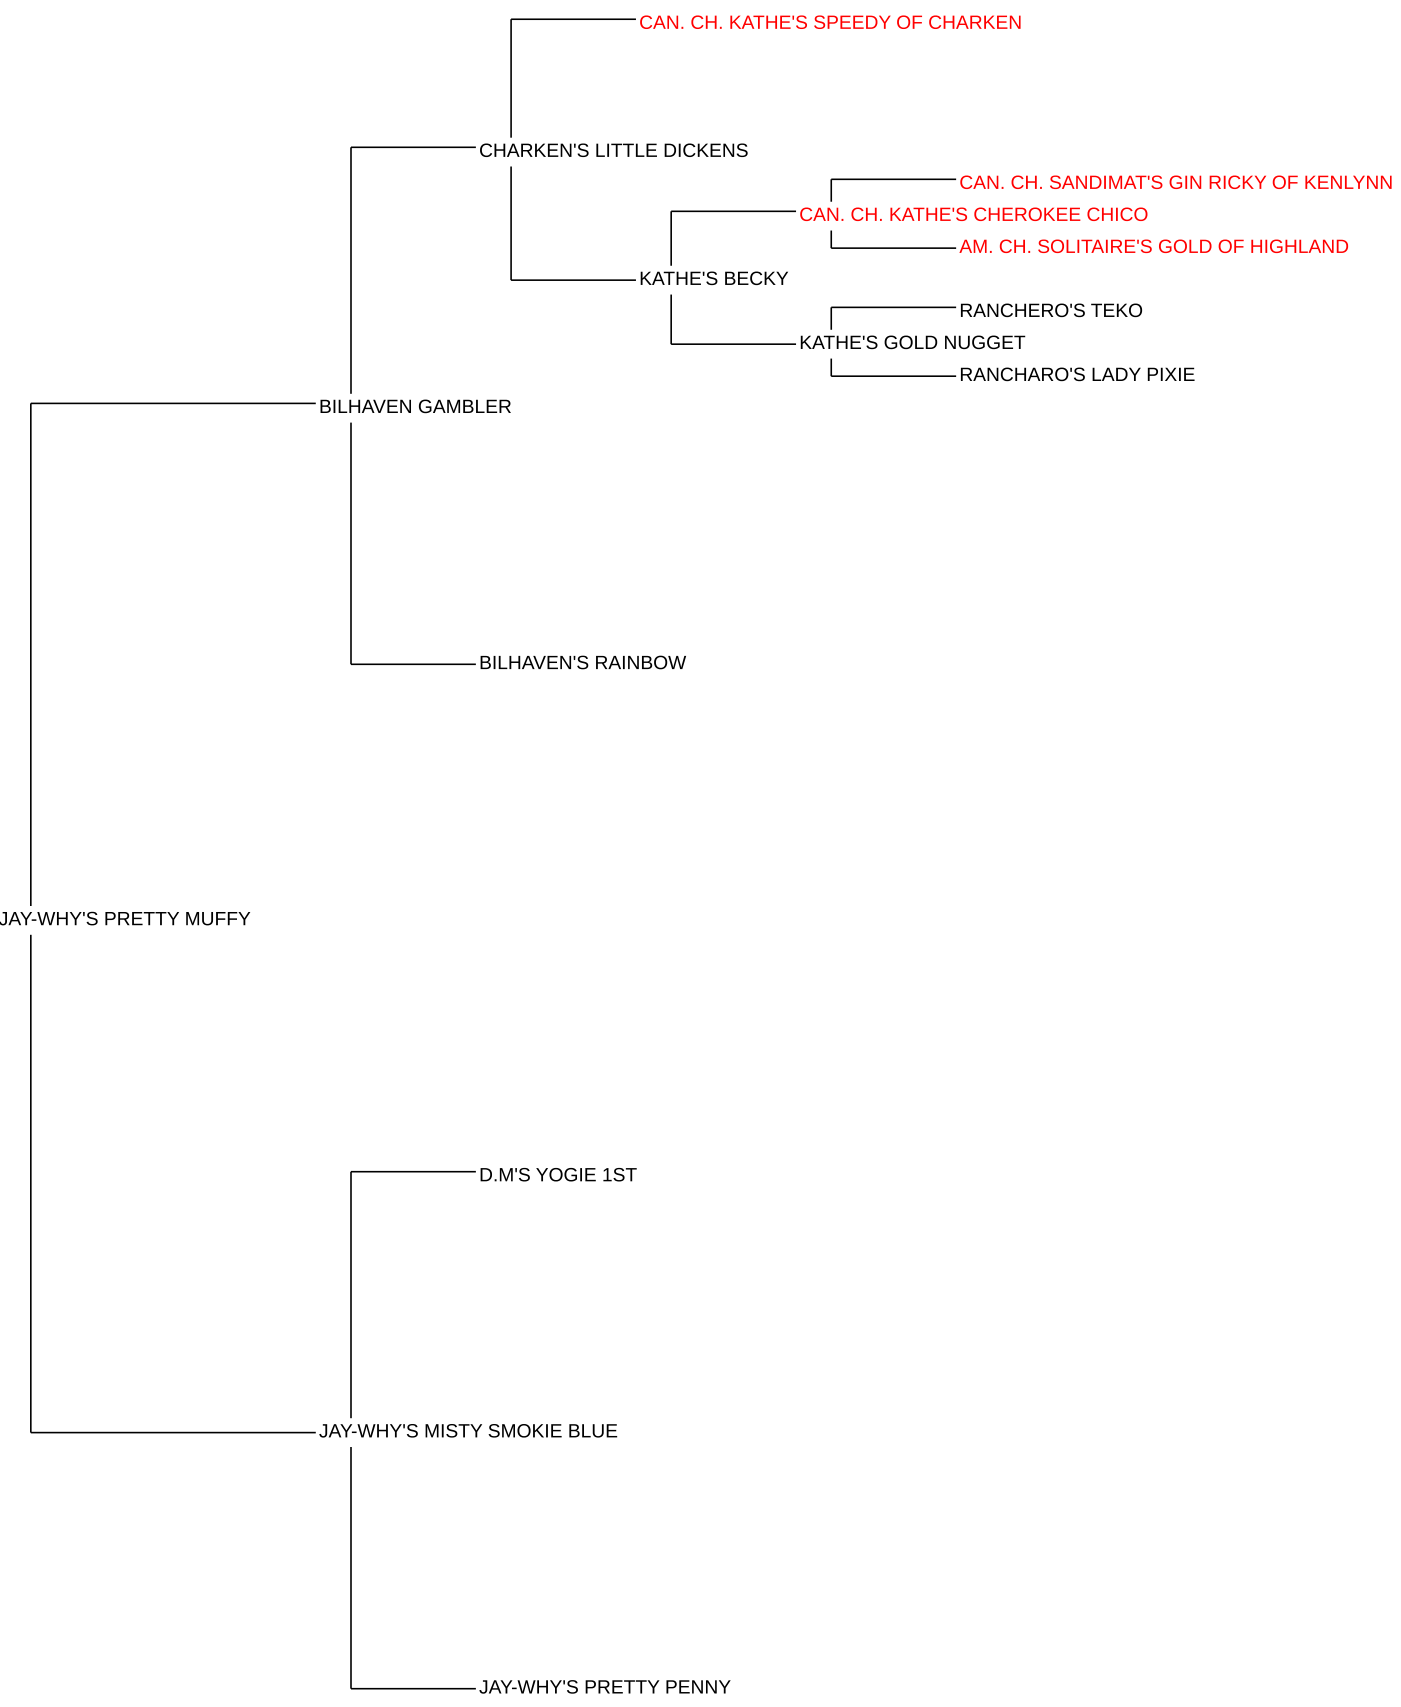 CAN. CH. KATHE'S SPEEDY OF CHARKEN
CHARKEN'S LITTLE DICKENS
CAN. CH. SANDIMAT'S GIN RICKY OF KENLYNN
CAN. CH. KATHE'S CHEROKEE CHICO
AM. CH. SOLITAIRE'S GOLD OF HIGHLAND
KATHE'S BECKY
RANCHERO'S TEKO
KATHE'S GOLD NUGGET
RANCHARO'S LADY PIXIE
BILHAVEN GAMBLER
BILHAVEN'S RAINBOW
JAY-WHY'S PRETTY MUFFY
D.M'S YOGIE 1ST
JAY-WHY'S MISTY SMOKIE BLUE
JAY-WHY'S PRETTY PENNY